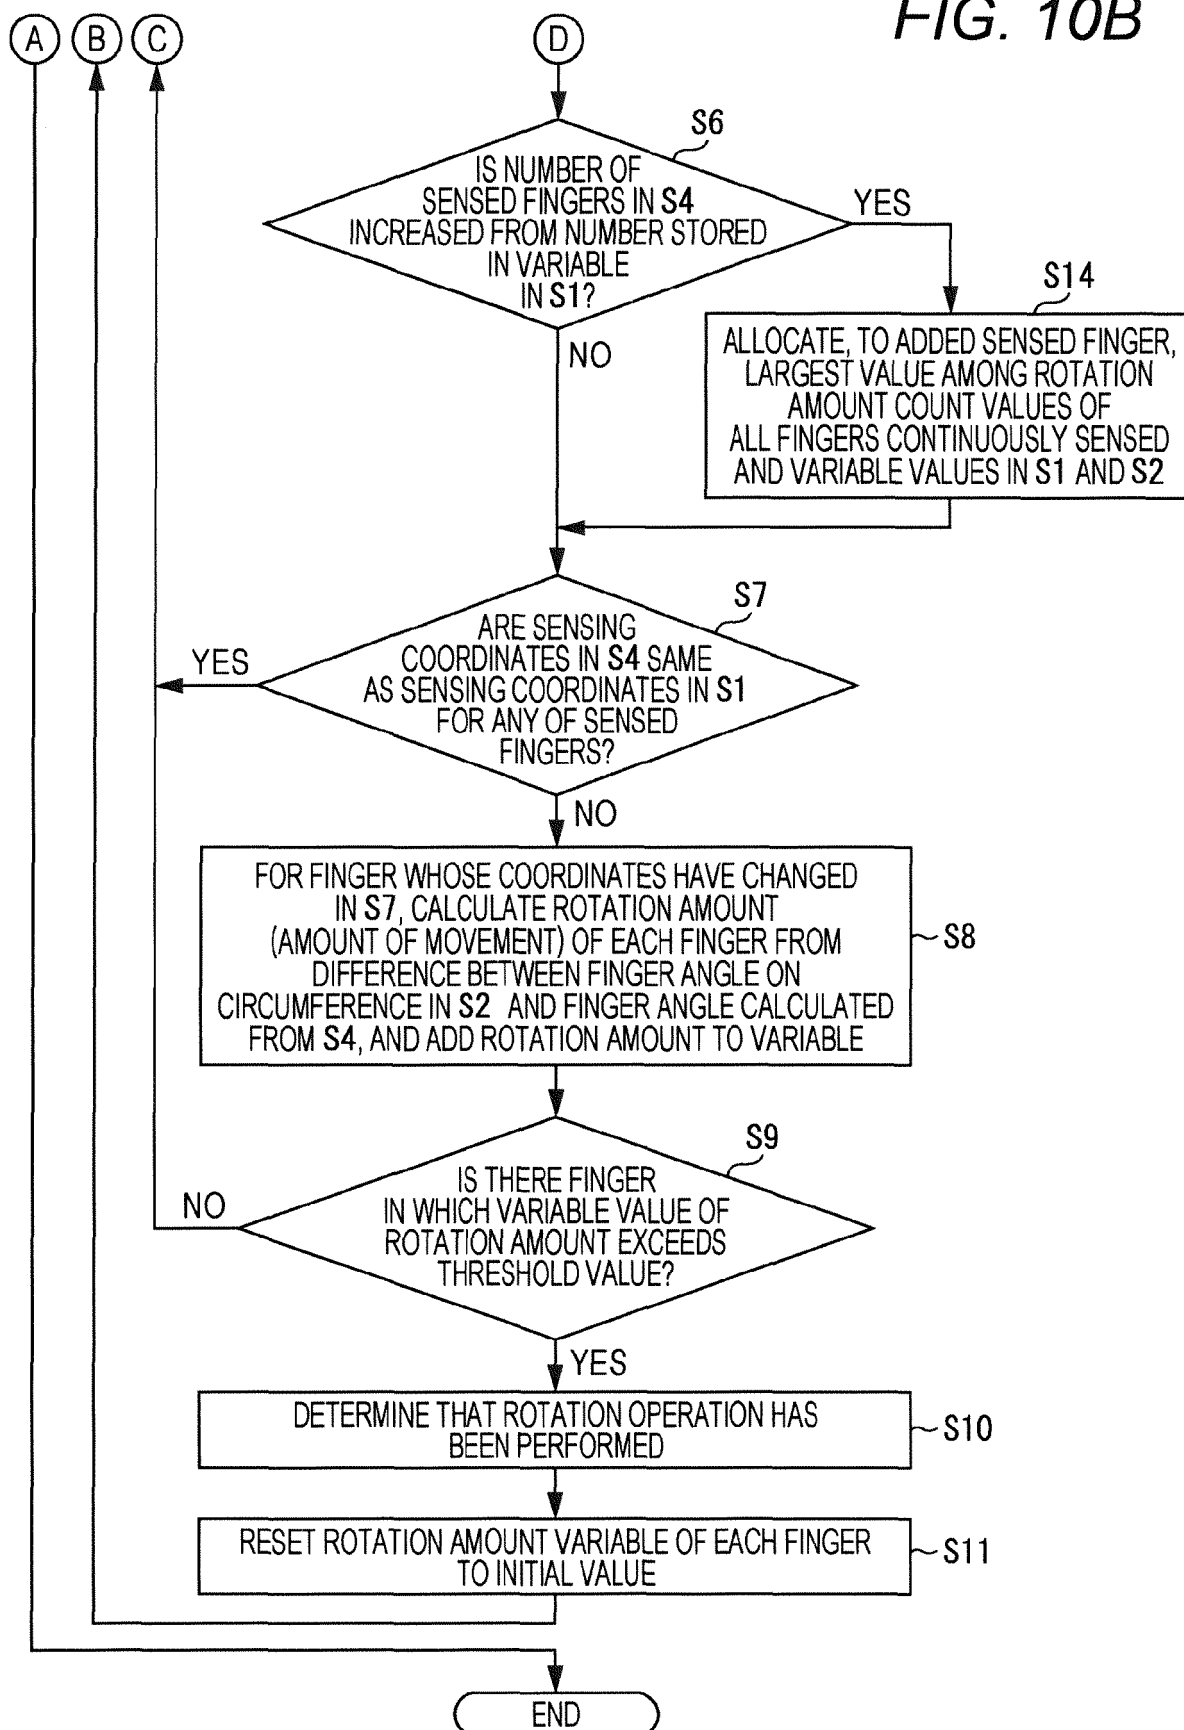 FIG. 10B
A B C D
S6
IS NUMBER OF
SENSED FINGERS IN S4
INCREASED FROM NUMBER STORED
IN VARIABLE
IN S1?
YES
NO
S14
ALLOCATE, TO ADDED SENSED FINGER,
LARGEST VALUE AMONG ROTATION
AMOUNT COUNT VALUES OF
ALL FINGERS CONTINUOUSLY SENSED
AND VARIABLE VALUES IN S1 AND S2
S7
ARE SENSING
COORDINATES IN S4 SAME
AS SENSING COORDINATES IN S1
FOR ANY OF SENSED
FINGERS?
YES
NO
FOR FINGER WHOSE COORDINATES HAVE CHANGED
IN S7, CALCULATE ROTATION AMOUNT
(AMOUNT OF MOVEMENT) OF EACH FINGER FROM
DIFFERENCE BETWEEN FINGER ANGLE ON
CIRCUMFERENCE IN S2 AND FINGER ANGLE CALCULATED
FROM S4, AND ADD ROTATION AMOUNT TO VARIABLE
S8
S9
IS THERE FINGER
IN WHICH VARIABLE VALUE OF
ROTATION AMOUNT EXCEEDS
THRESHOLD VALUE?
NO
YES
DETERMINE THAT ROTATION OPERATION HAS
BEEN PERFORMED
S10
RESET ROTATION AMOUNT VARIABLE OF EACH FINGER
TO INITIAL VALUE
S11
END